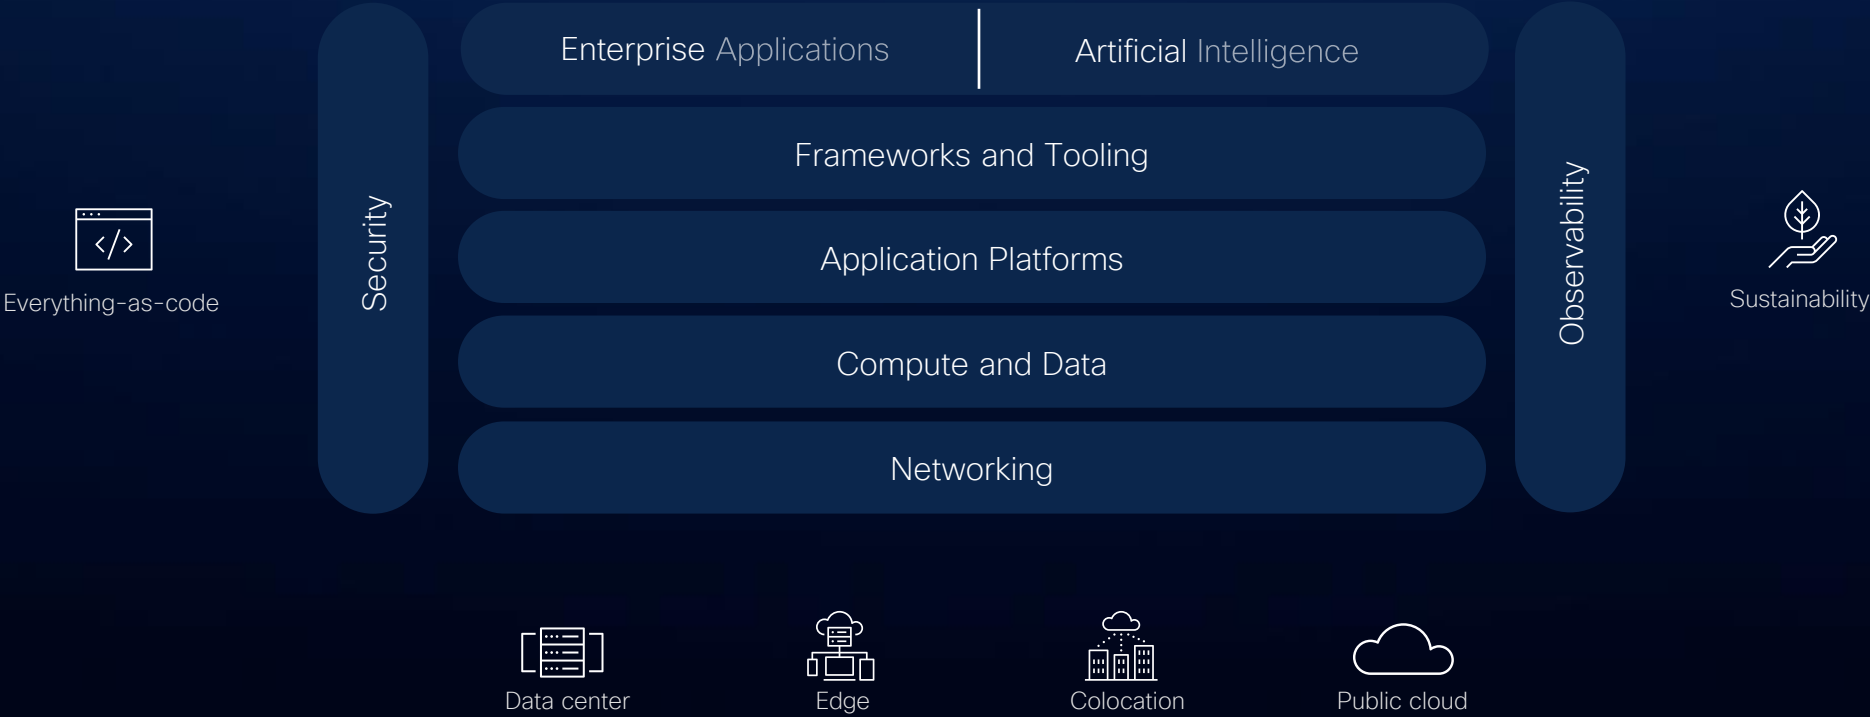 Enterprise Applications
Artificial Intelligence
Frameworks and Tooling
Application Platforms
Compute and Data
Networking
Security
Observability
Everything-as-code
Sustainability
Data center
Edge
Colocation
Public cloud